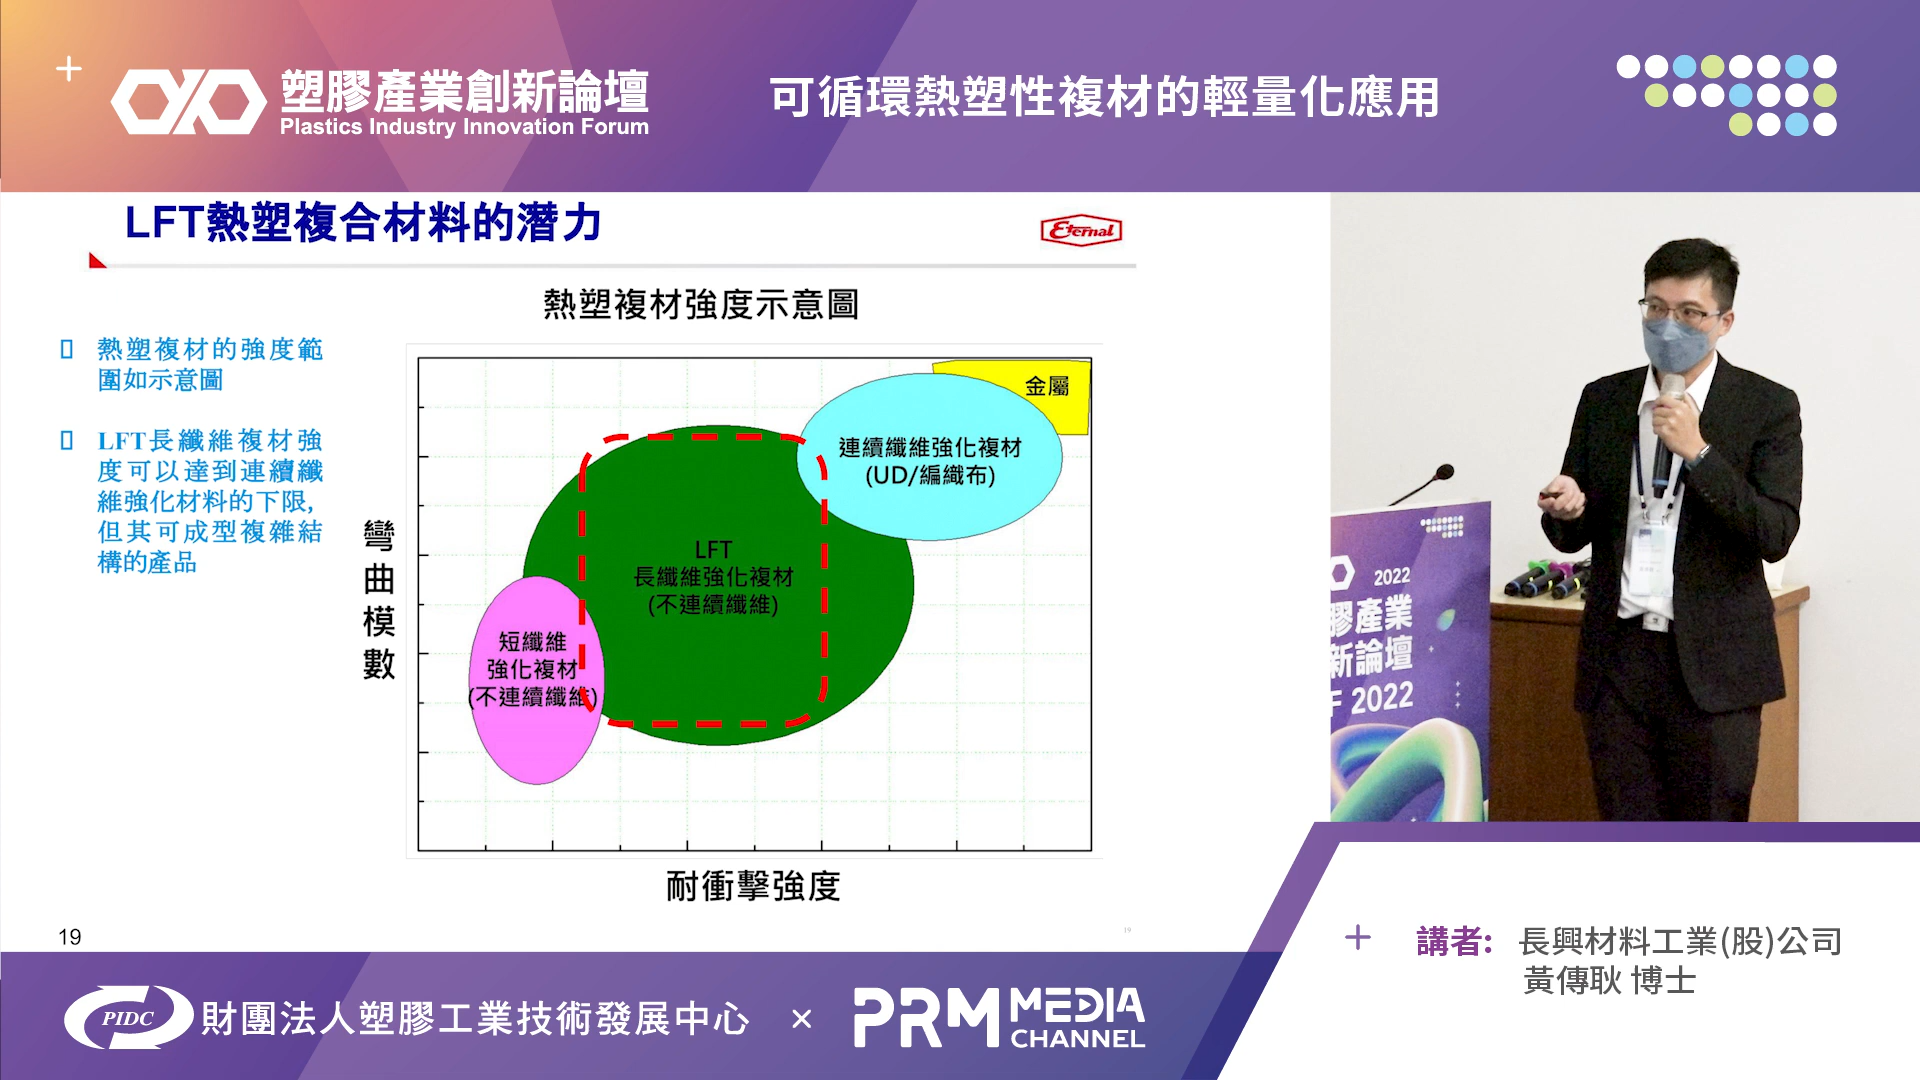 塑膠產業創新論壇
Plastics Industry Innovation Forum
可循環熱塑性複材的輕量化應用
LFT熱塑複合材料的潛力
Eternal
熱塑複材強度示意圖
熱塑複材的強度範
圍如示意圖
LFT長纖維複材強
度可以達到連續纖
維強化材料的下限,
但其可成型複雜結
構的產品
金屬
連續纖維強化複材
(UD/編織布)
LFT
長纖維強化複材
(不連續纖維)
短纖維
強化複材
(不連續纖維)
彎曲模數
耐衝擊強度
19
19
2022
膠產業
新論壇
F 2022
講者: 長興材料工業(股)公司
黃傳耿 博士
PIDC 財團法人塑膠工業技術發展中心 × PRM MEDIA CHANNEL